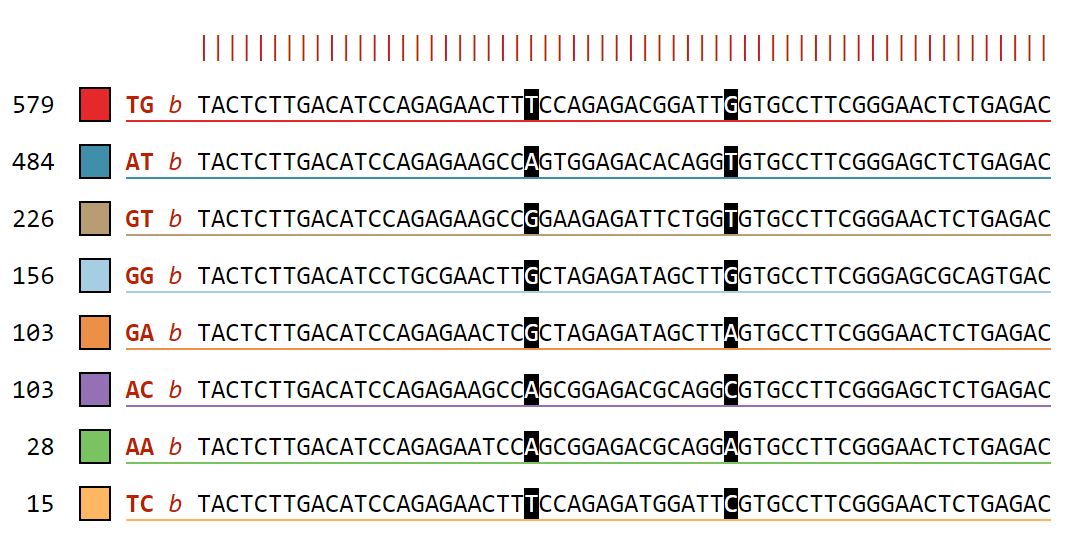 579 TG b TACTCTTGACATCCAGAGAACTTTCCAGAGACGGATTGGTGCCTTCGGGAACTCTGAGAC
484 AT b TACTCTTGACATCCAGAGAAGCCAGTGGAGACACAGGTGTGCCTTCGGGAGCTCTGAGAC
226 GT b TACTCTTGACATCCAGAGAAGCCGGAAGAGATTCTGGTGTGCCTTCGGGAACTCTGAGAC
156 GG b TACTCTTGACATCCTGCGAACTTGCTAGAGATAGCTTGGTGCCTTCGGGAGCGCAGTGAC
103 GA b TACTCTTGACATCCAGAGAACTCGCTAGAGATAGCTTAGTGCCTTCGGGAACTCTGAGAC
103 AC b TACTCTTGACATCCAGAGAAGCCAGCGGAGACGCAGGCGTGCCTTCGGGAGCTCTGAGAC
28 AA b TACTCTTGACATCCAGAGAATCCAGCGGAGACGCAGGAGTGCCTTCGGGAACTCTGAGAC
15 TC b TACTCTTGACATCCAGAGAACTTTCCAGAGATGGATTCGTGCCTTCGGGAACTCTGAGAC